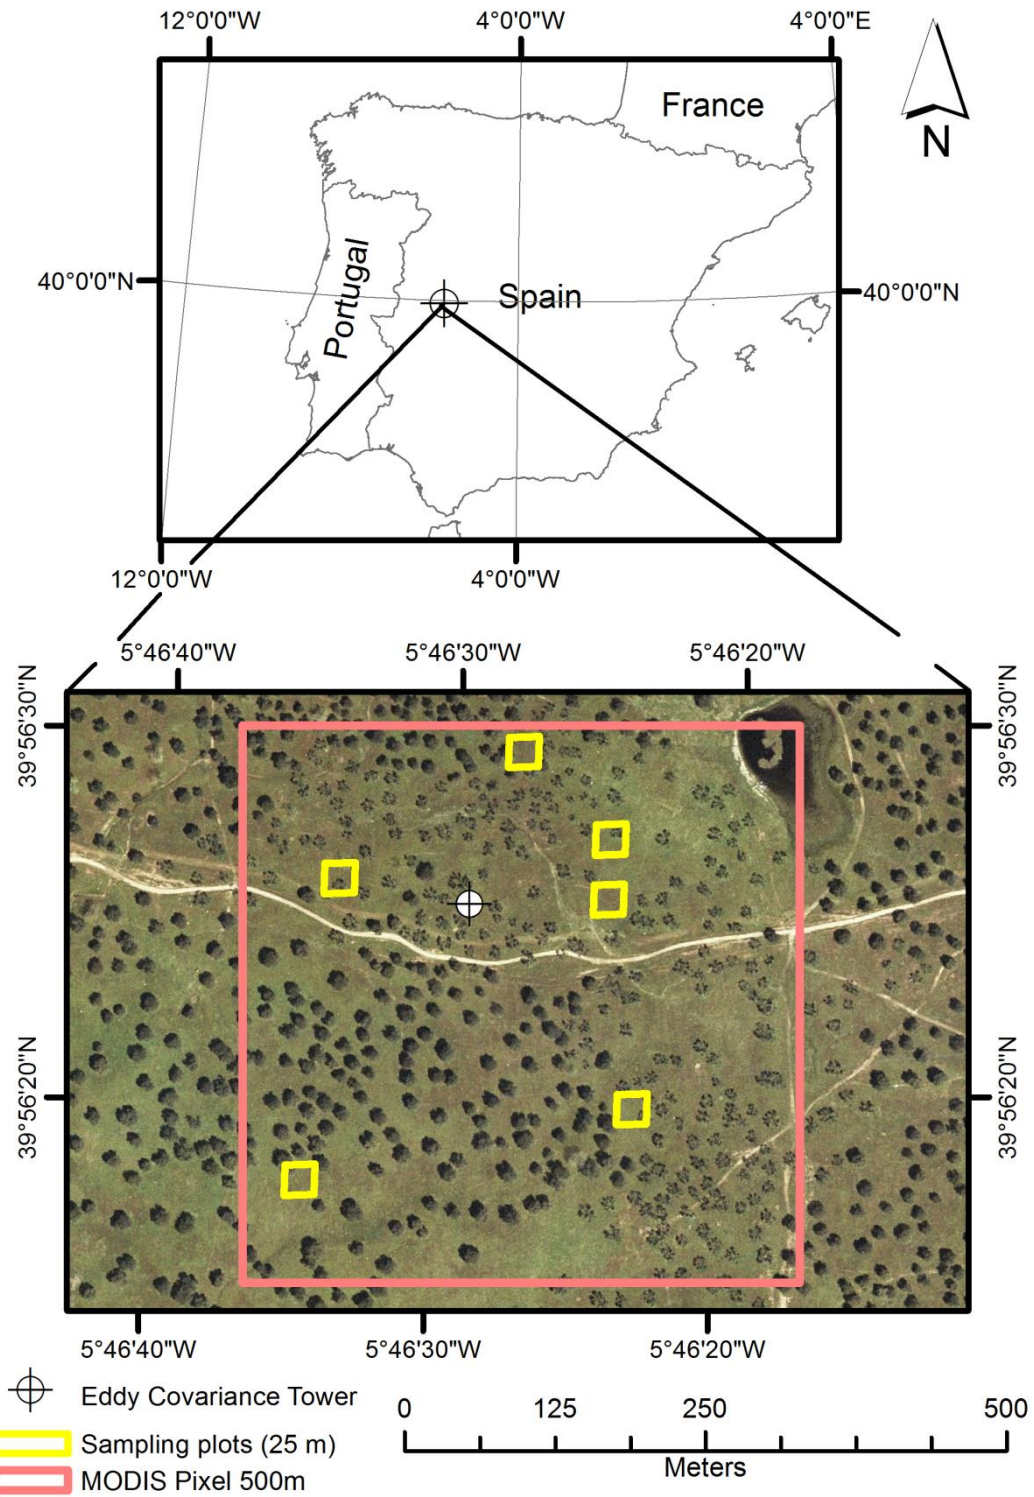 12°0'0"W 4°0'0"W 4°0'0"E
France
N
Portugal
40°0'0"N
Spain
40°0'0"N
12°0'0"W 4°0'0"W
5°46'40"W 5°46'30"W 5°46'20"W
39°56'30"N
39°56'30"N
39°56'20"N
39°56'20"N
5°46'40"W 5°46'30"W 5°46'20"W
Eddy Covariance Tower
Sampling plots (25 m)
MODIS Pixel 500m
0 125 250 500
Meters